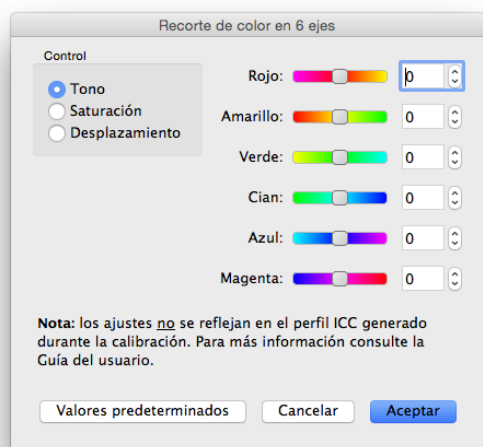 Recorte de color en 6 ejes
Control
Tono
Saturación
Desplazamiento
Rojo: 0
Amarillo: 0
Verde: 0
Cian: 0
Azul: 0
Magenta: 0
Nota: los ajustes no se reflejan en el perfil ICC generado
durante la calibración. Para más información consulte la
Guía del usuario.
Valores predeterminados Cancelar Aceptar